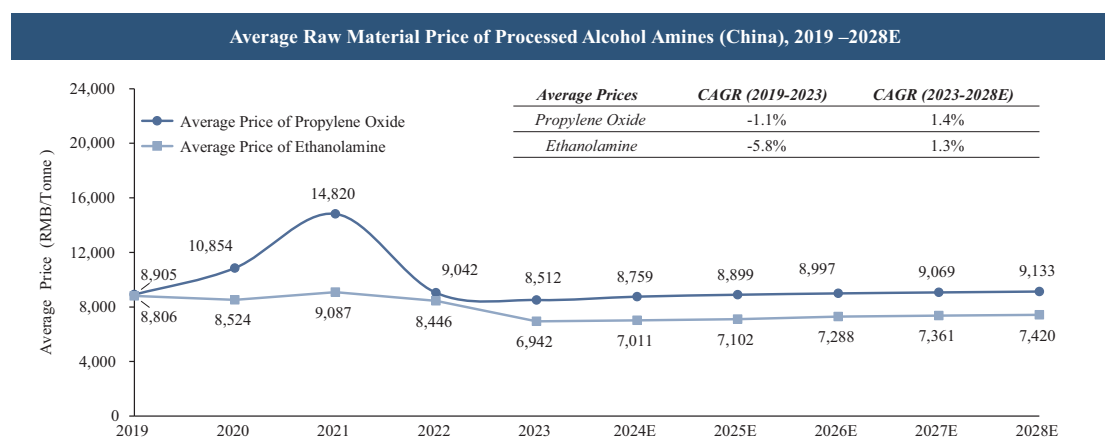 Average Raw Material Price of Processed Alcohol Amines (China), 2019 –2028E
Average Price (RMB/Tonne )
24,000
20,000
16,000
12,000
8,000
4,000
0
Average Price of Propylene Oxide
Average Price of Ethanolamine
Average Prices CAGR (2019-2023) CAGR (2023-2028E)
Propylene Oxide -1.1% 1.4%
Ethanolamine -5.8% 1.3%
8,905 10,854 14,820 9,042 8,512 8,759 8,899 8,997 9,069 9,133
8,806 8,524 9,087 8,446 6,942 7,011 7,102 7,288 7,361 7,420
2019 2020 2021 2022 2023 2024E 2025E 2026E 2027E 2028E